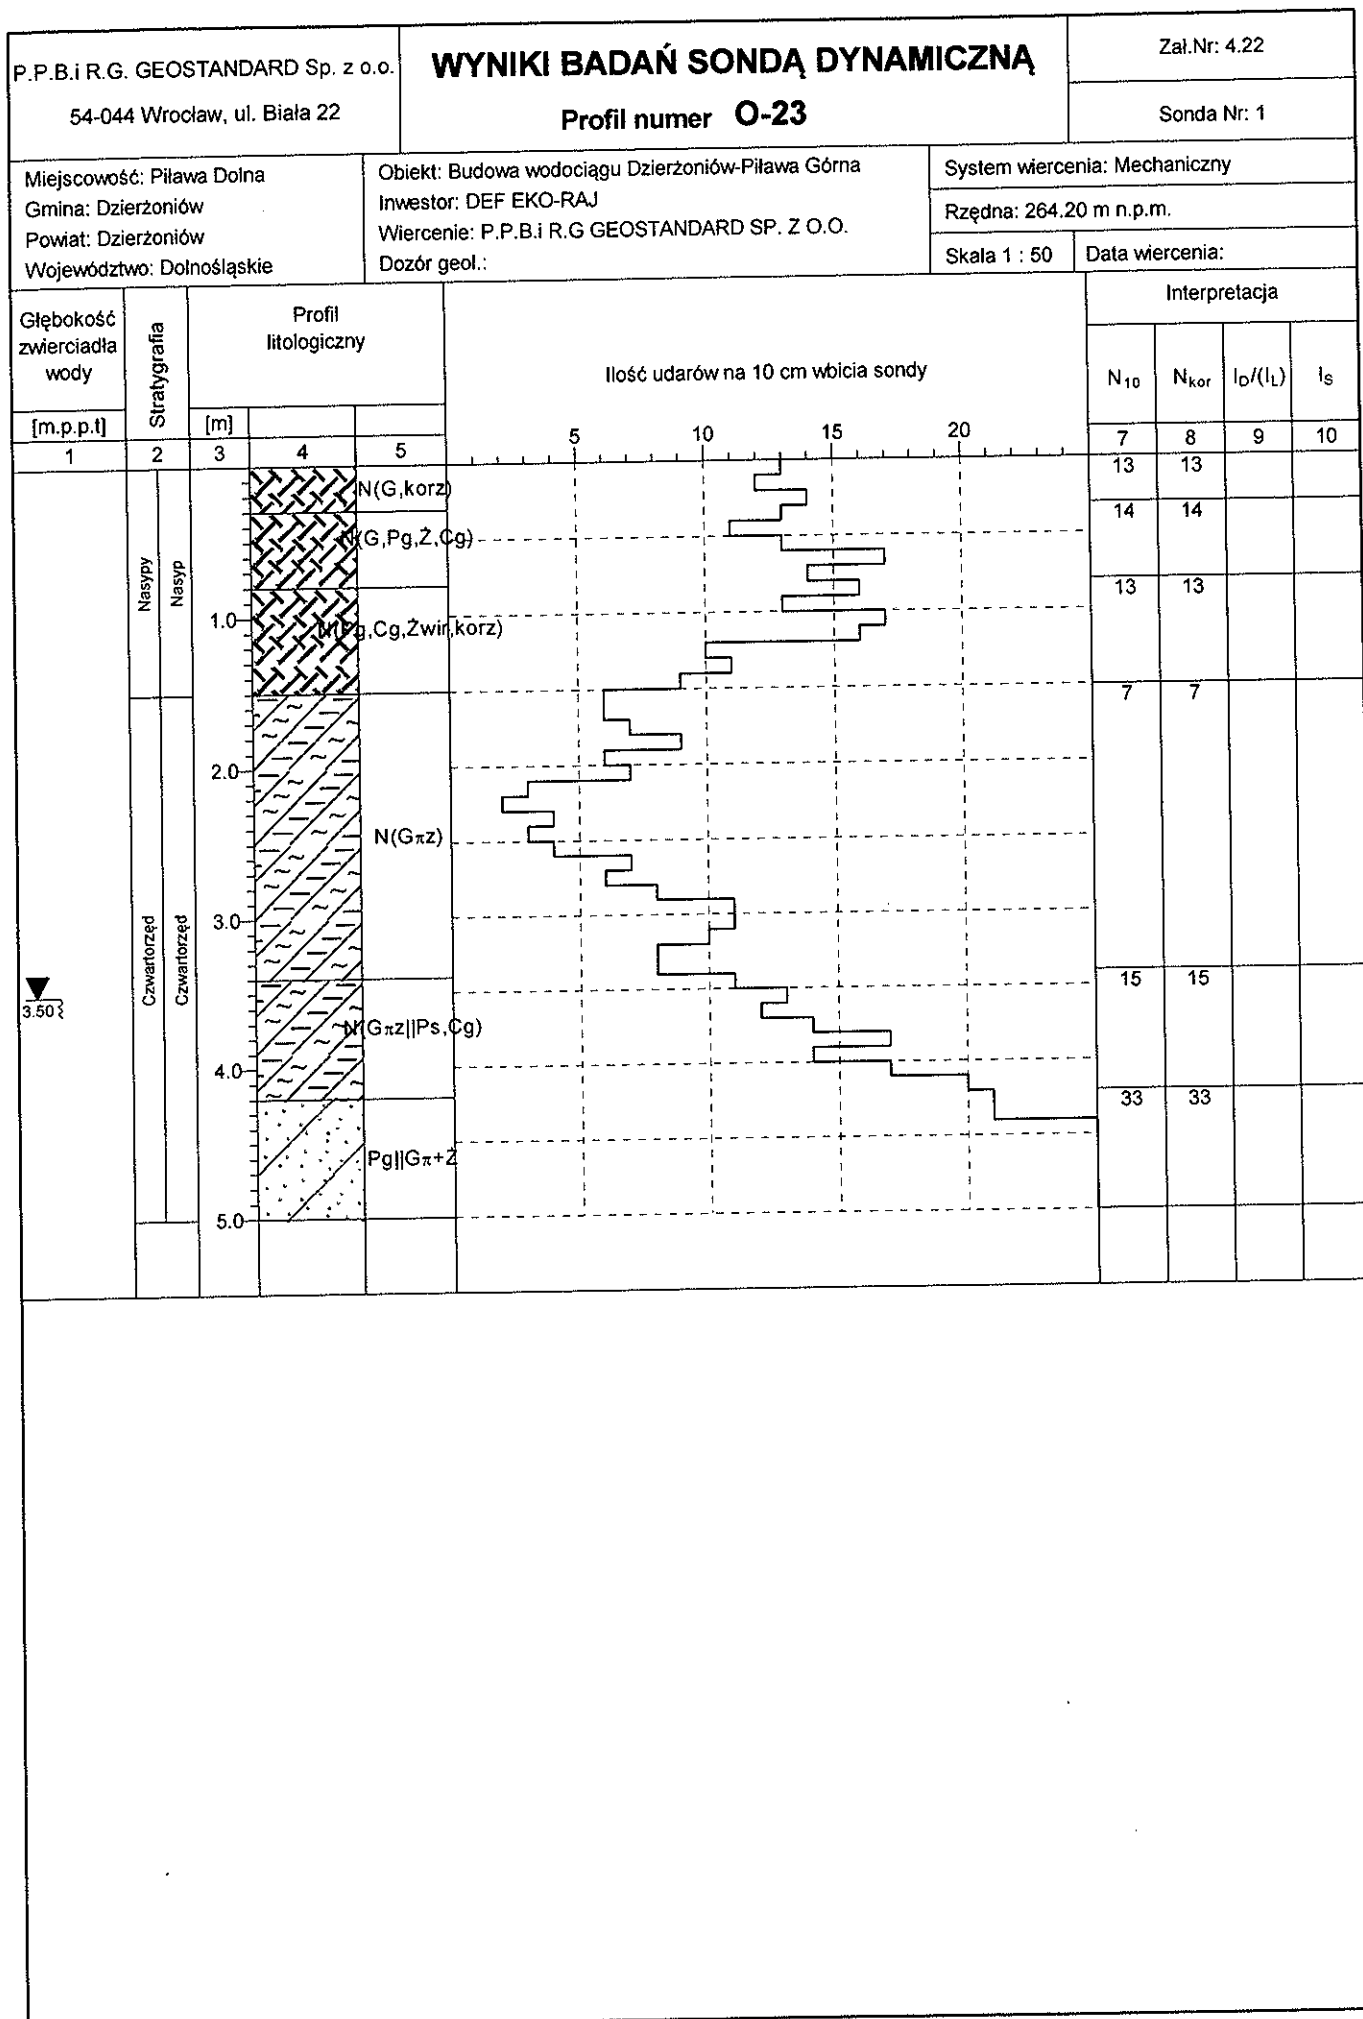 P.P.B.i R.G. GEOSTANDARD Sp. z o.o.
54-044 Wrocław, ul. Biała 22
WYNIKI BADAŃ SONDĄ DYNAMICZNĄ
Profil numer O-23
Zał.Nr: 4.22
Sonda Nr: 1
Miejscowość: Piława Dolna
Gmina: Dzierżoniów
Powiat: Dzierżoniów
Województwo: Dolnośląskie
Obiekt: Budowa wodociągu Dzierżoniów-Piława Górna
Inwestor: DEF EKO-RAJ
Wiercenie: P.P.B.i R.G GEOSTANDARD SP. Z O.O.
Dozór geol.:
System wiercenia: Mechaniczny
Rzędna: 264.20 m n.p.m.
Skala 1 : 50
Data wiercenia:
Głębokość
zwierciadła
wody
[m.p.p.t]
Stratygrafia
Profil
litologiczny
[m]
Ilość udarów na 10 cm wbicia sondy
Interpretacja
N10 Nkor ID/(IL) IS
5 10 15 20
1 2 3 4 5 7 8 9 10
13 13
N(G,korz)
14 14
N(G,Pg,Ż,Cg)
Nasypy
Nasyp
13 13
1.0
,Cg,Żwir,korz)
7 7
2.0
N(Gπz)
3.0
Czwartorzęd
Czwartorzęd
15 15
3.50
N(Gπz||Ps,Cg)
4.0
33 33
Pg||Gπ+Ż
5.0